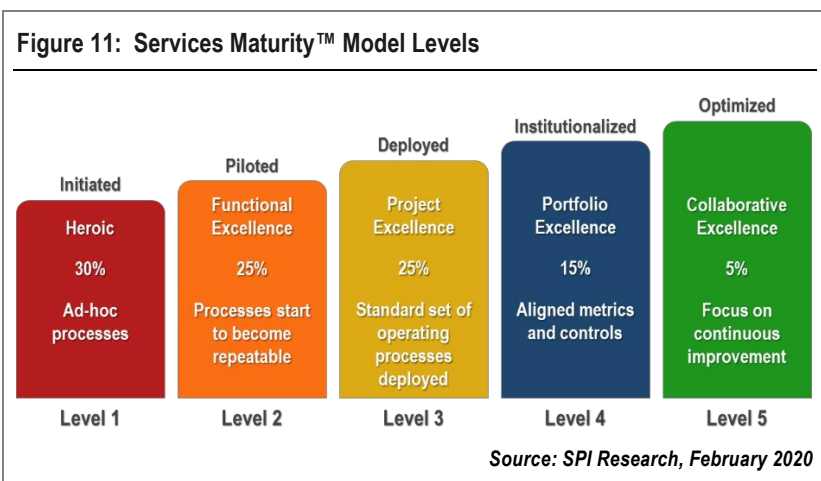 Figure 11:  Services Maturity™ Model Levels
Initiated
Heroic
30%
Ad-hoc
processes
Level 1
Piloted
Functional
Excellence
25%
Processes start
to become
repeatable
Level 2
Deployed
Project
Excellence
25%
Standard set of
operating
processes
deployed
Level 3
Institutionalized
Portfolio
Excellence
15%
Aligned metrics
and controls
Level 4
Optimized
Collaborative
Excellence
5%
Focus on
continuous
improvement
Level 5
Source: SPI Research, February 2020